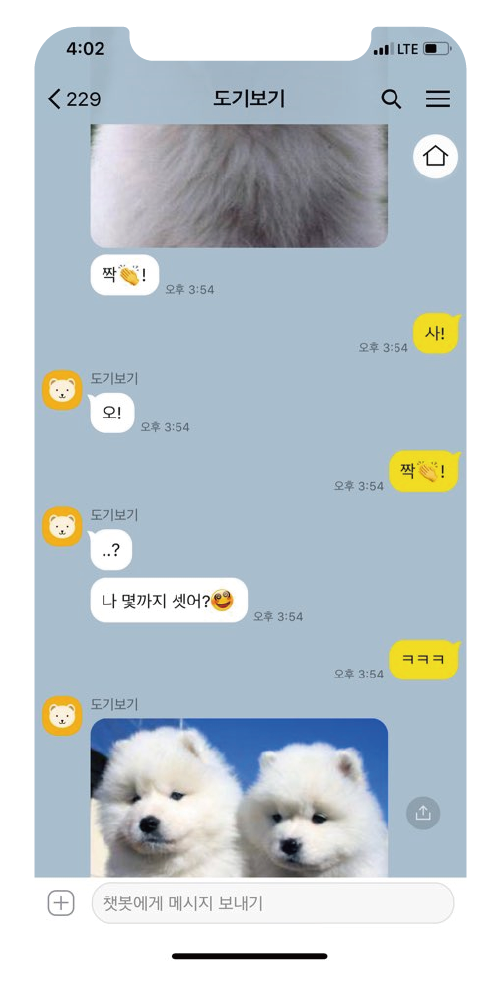 4:02 LTE
229 도기보기
짝👏!
오후 3:54
사!
오후 3:54
도기보기
오!
오후 3:54
짝👏!
오후 3:54
도기보기
..?
나 몇까지 셋어?🤪
오후 3:54
ㅋㅋㅋ
오후 3:54
도기보기
챗봇에게 메시지 보내기